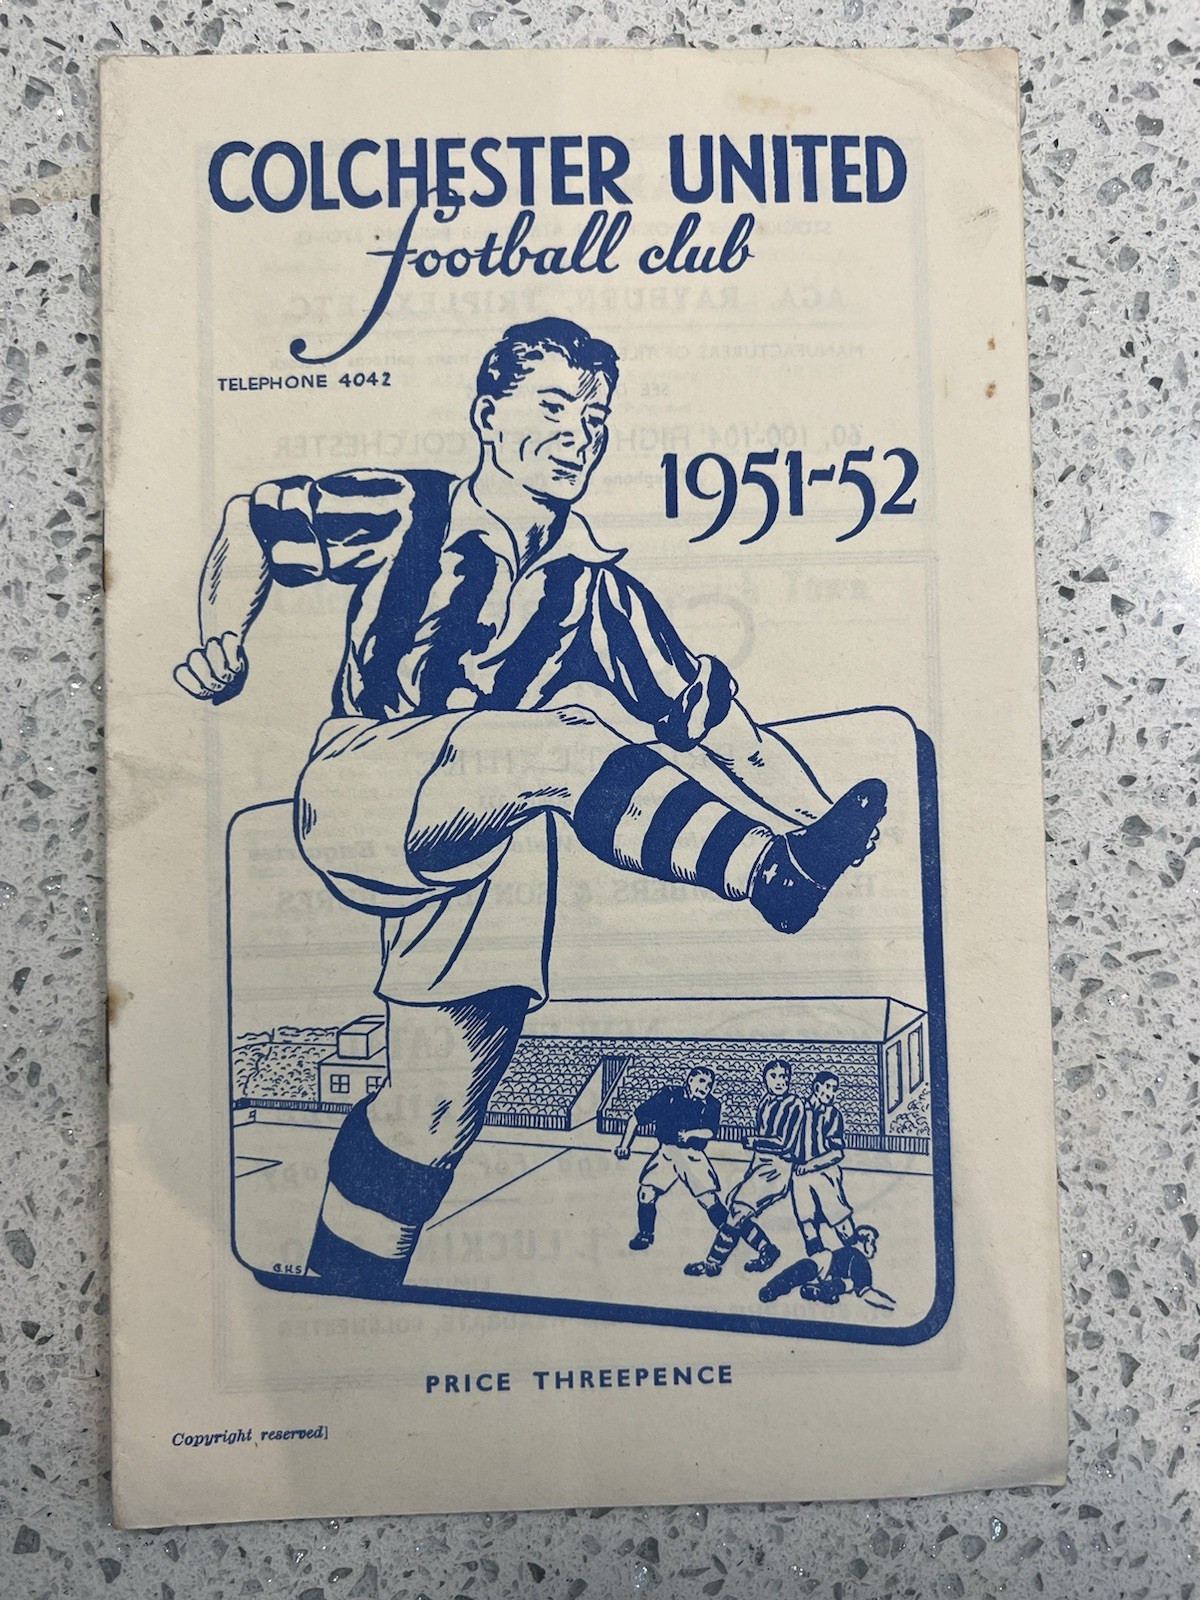 COLCHESTER UNITED
football club
TELEPHONE 4042
1951-52
C H S
PRICE THREEPENCE
Copyright reserved]